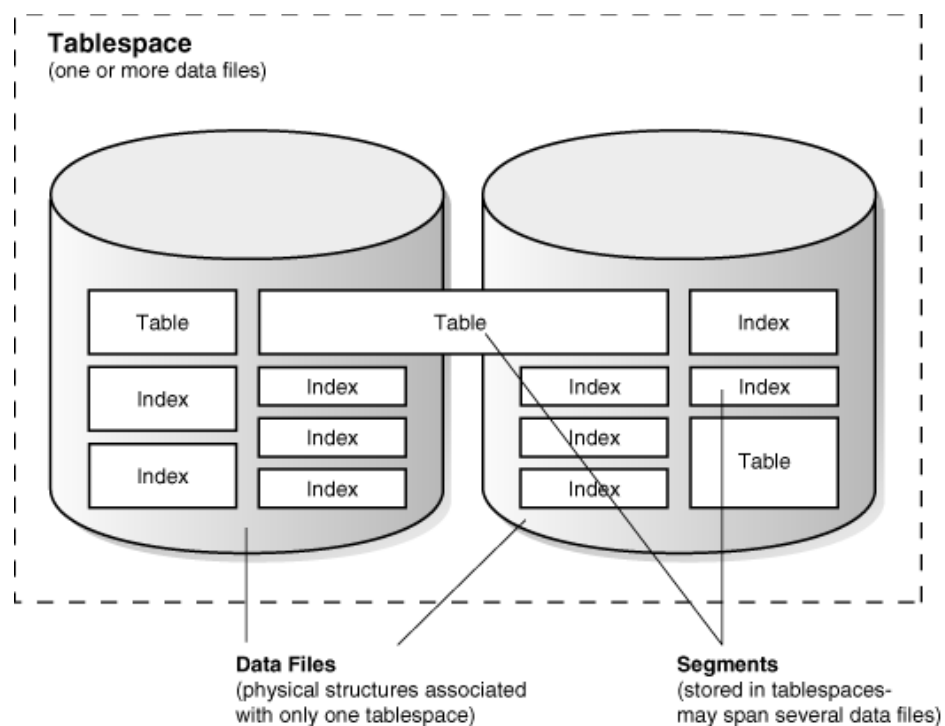 Tablespace
(one or more data files)
Table
Table
Index
Index
Index
Index
Index
Index
Index
Index
Table
Index
Index
Index
Data Files
(physical structures associated
with only one tablespace)
Segments
(stored in tablespaces-
may span several data files)